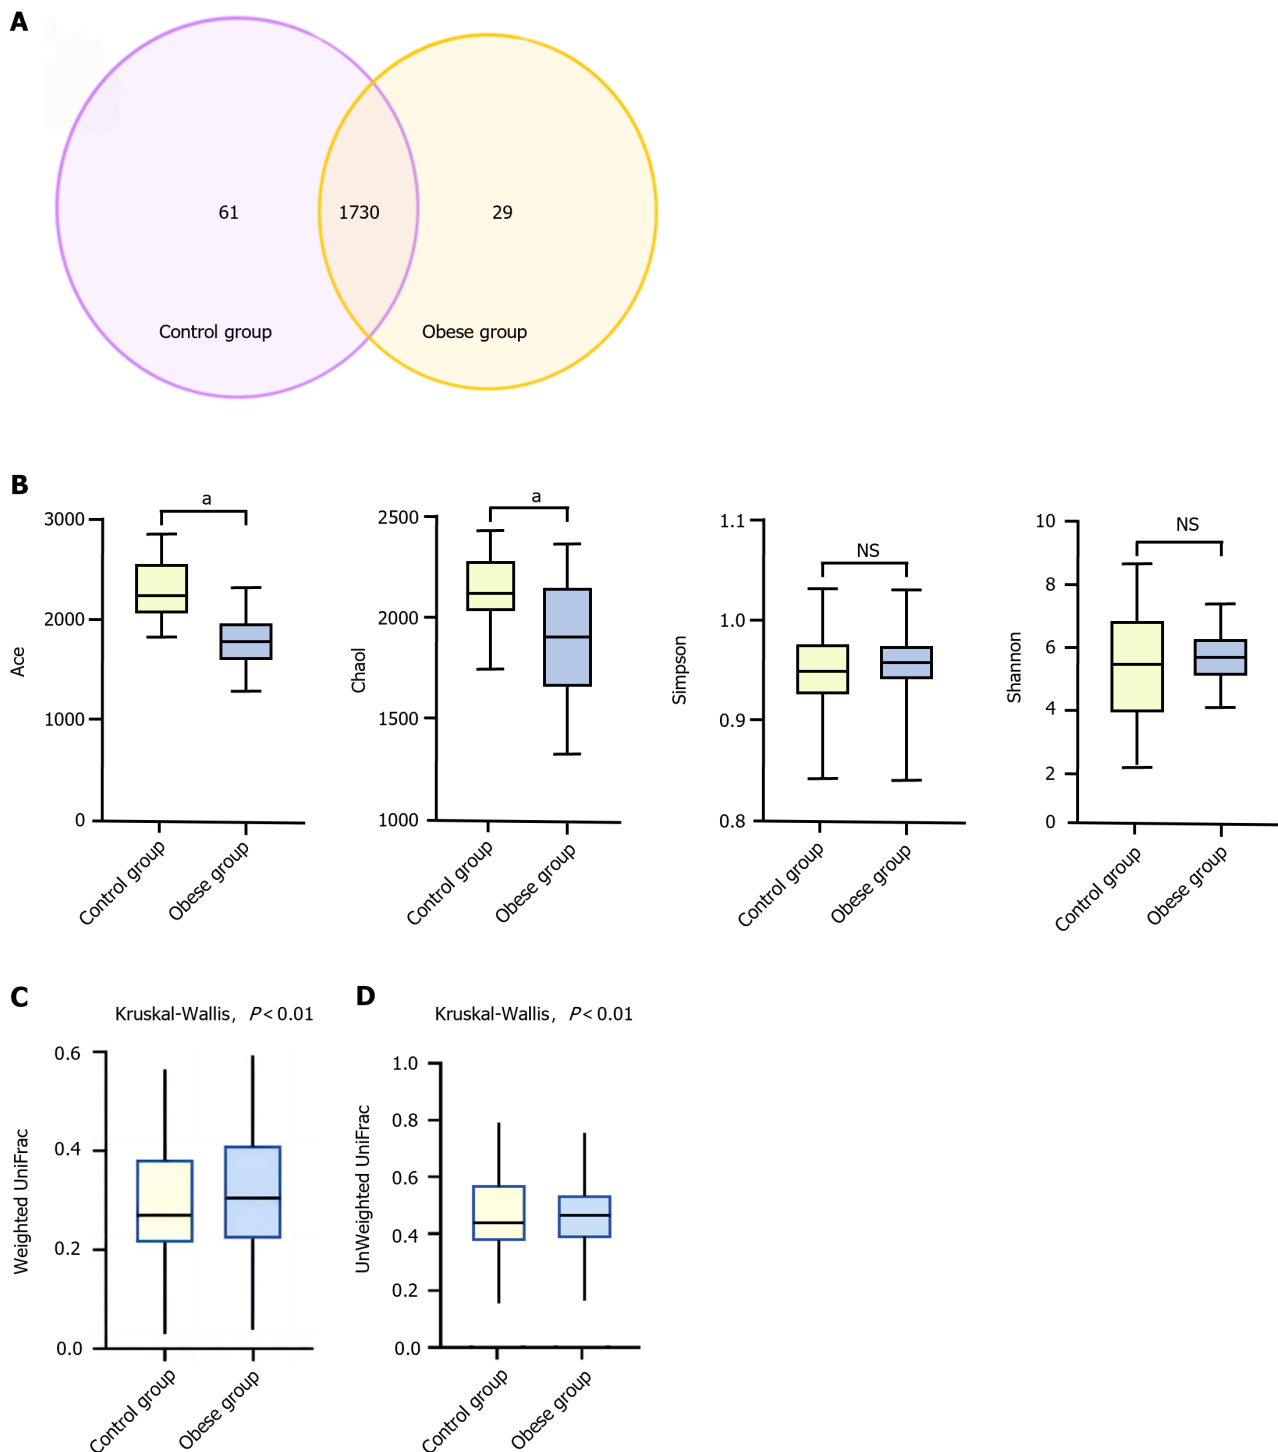 A
61
1730
29
Control group
Obese group
B
a
3000
2000
1000
0
Ace
Control group
Obese group
a
2500
2000
1500
1000
Chaol
Control group
Obese group
NS
1.1
1.0
0.9
0.8
Simpson
Control group
Obese group
NS
10
8
6
4
2
0
Shannon
Control group
Obese group
C
Kruskal-Wallis, P < 0.01
0.6
0.4
0.2
0.0
Weighted UniFrac
Control group
Obese group
D
Kruskal-Wallis, P < 0.01
1.0
0.8
0.6
0.4
0.2
0.0
UnWeighted UniFrac
Control group
Obese group